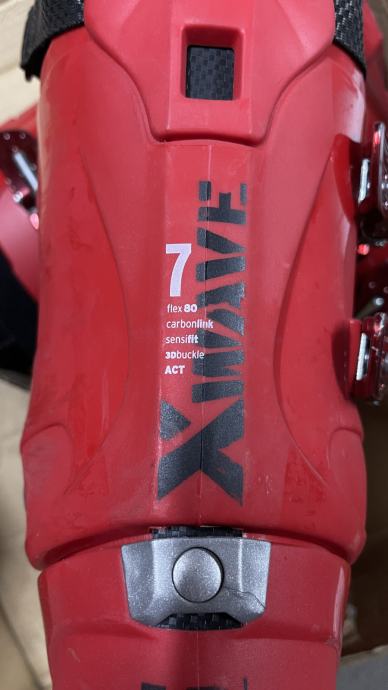 XWAVE
7
flex 80
carbonlink
sensifit
3Dbuckle
ACT